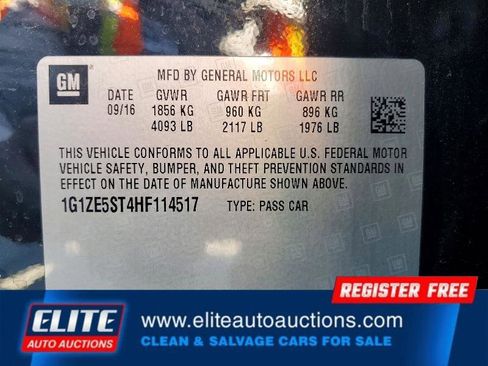 GM
MFD BY GENERAL MOTORS LLC
DATE GVWR GAWR FRT GAWR RR
09/16 1856 KG 960 KG 896 KG
4093 LB 2117 LB 1976 LB
THIS VEHICLE CONFORMS TO ALL APPLICABLE U.S. FEDERAL MOTOR
VEHICLE SAFETY, BUMPER, AND THEFT PREVENTION STANDARDS IN
EFFECT ON THE DATE OF MANUFACTURE SHOWN ABOVE.
1G1ZE5ST4HF114517 TYPE: PASS CAR
REGISTER FREE
ELITE
AUTO AUCTIONS
www.eliteautoauctions.com
CLEAN & SALVAGE CARS FOR SALE